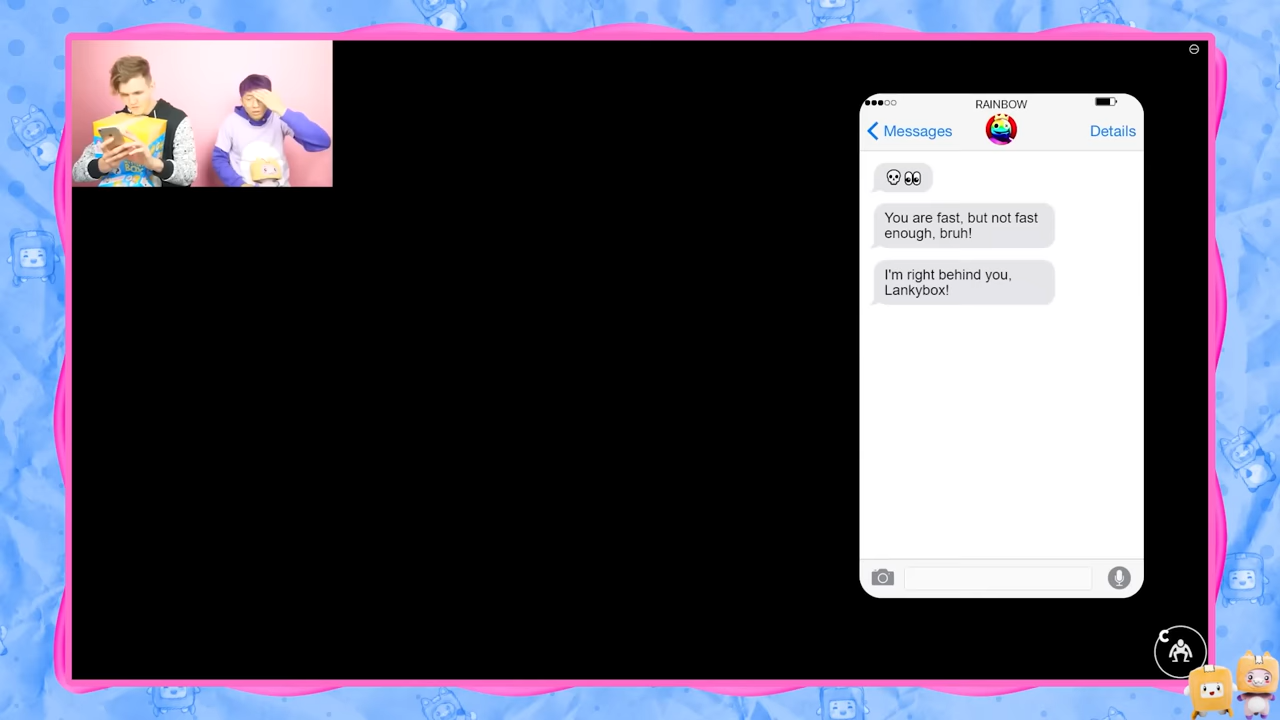 RAINBOW
Messages
Details
💀👀
You are fast, but not fast
enough, bruh!
I'm right behind you,
Lankybox!
C